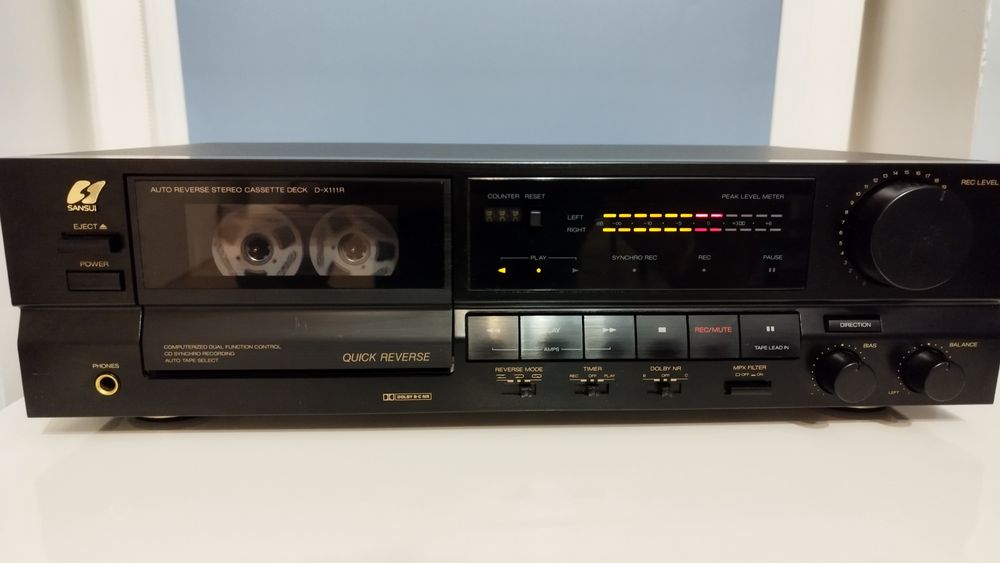 SANSUI
AUTO REVERSE STEREO CASSETTE DECK D-X111R
EJECT
POWER
COUNTER RESET
PEAK LEVEL METER
LEFT
RIGHT
PLAY
SYNCHRO REC
REC
PAUSE
REC LEVEL
PLAY
AMPS
REC/MUTE
TAPE LEAD IN
DIRECTION
COMPUTERIZED DUAL FUNCTION CONTROL
CD SYNCHRO RECORDING
AUTO TAPE SELECT
QUICK REVERSE
PHONES
DOLBY B-C NR
REVERSE MODE
TIMER
REC OFF PLAY
DOLBY NR
B OFF C
MPX FILTER
OFF ON
BIAS
BALANCE
LEFT